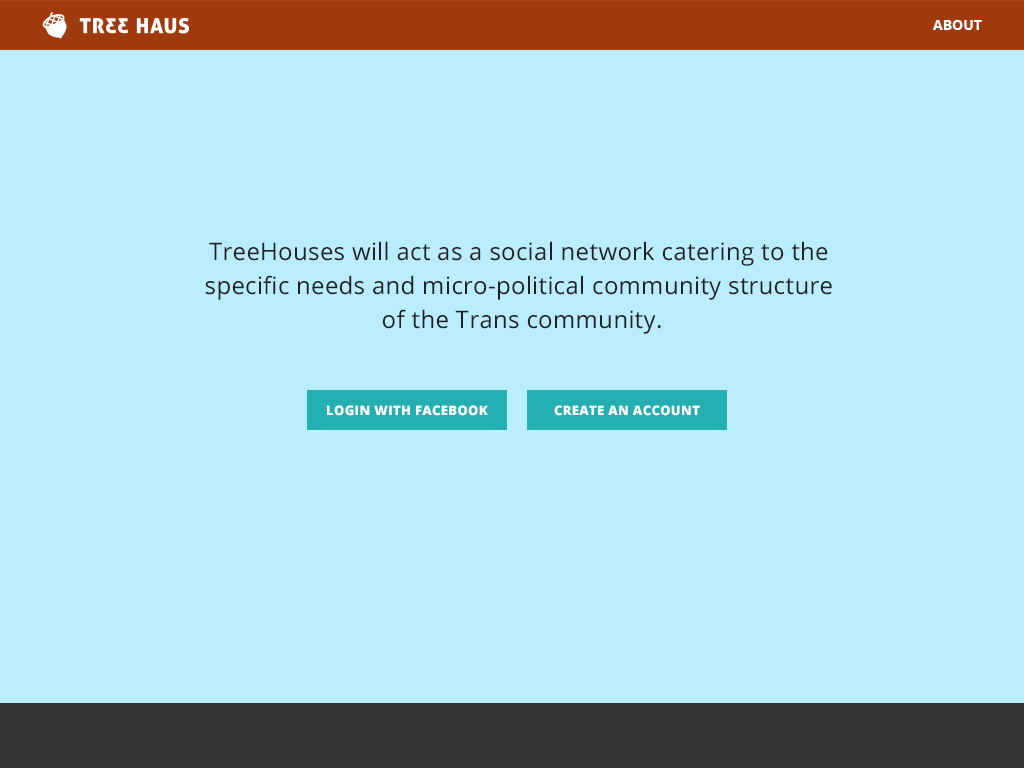 TREE HAUS
ABOUT
TreeHouses will act as a social network catering to the
specific needs and micro-political community structure
of the Trans community.
LOGIN WITH FACEBOOK
CREATE AN ACCOUNT